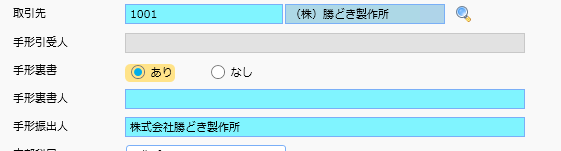 取引先 1001 （株）勝どき製作所
手形引受人
手形裏書 あり なし
手形裏書人
手形振出人 株式会社勝どき製作所